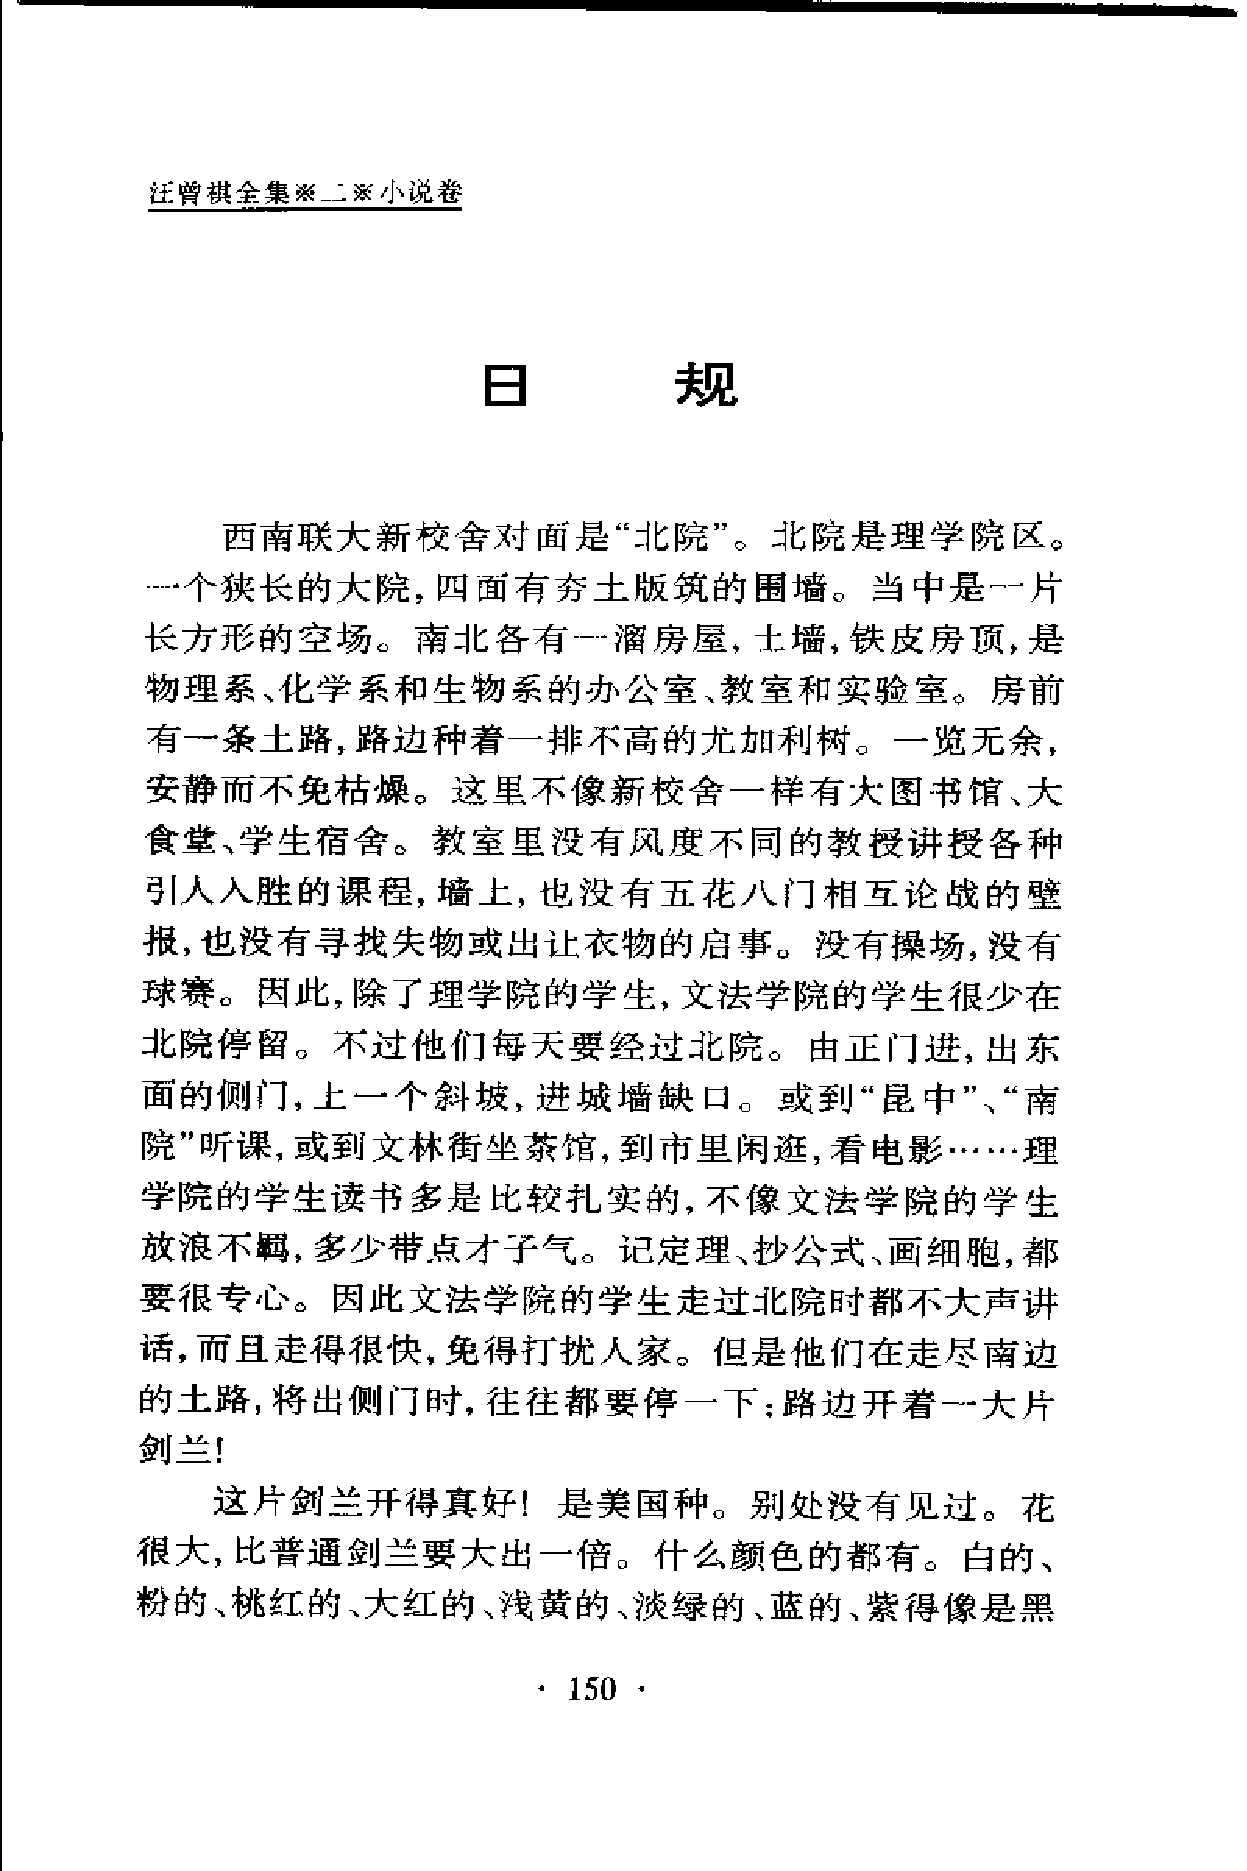 汪曾祺全集※二※小说卷
日 规
西南联大新校舍对面是“北院”。北院是理学院区。
一个狭长的大院,四面有夯土版筑的围墙。当中是一片
长方形的空场。南北各有一溜房屋,土墙,铁皮房顶,是
物理系、化学系和生物系的办公室、教室和实验室。房前
有一条土路,路边种着一排不高的尤加利树。一览无余,
安静而不免枯燥。这里不像新校舍一样有大图书馆、大
食堂、学生宿舍。教室里没有风度不同的教授讲授各种
引人入胜的课程,墙上,也没有五花八门相互论战的壁
报,也没有寻找失物或出让衣物的启事。没有操场,没有
球赛。因此,除了理学院的学生,文法学院的学生很少在
北院停留。不过他们每天要经过北院。由正门进,出东
面的侧门,上一个斜坡,进城墙缺口。或到“昆中”、“南
院”听课,或到文林街坐茶馆,到市里闲逛,看电影……理
学院的学生读书多是比较扎实的,不像文法学院的学生
放浪不羁,多少带点才子气。记定理、抄公式、画细胞,都
要很专心。因此文法学院的学生走过北院时都不大声讲
话,而且走得很快,免得打扰人家。但是他们在走尽南边
的土路,将出侧门时,往往都要停一下;路边开着一大片
剑兰!
这片剑兰开得真好! 是美国种。别处没有见过。花
很大,比普通剑兰要大出一倍。什么颜色的都有。白的、
粉的、桃红的、大红的、浅黄的、淡绿的、蓝的、紫得像是黑
· 150 ·